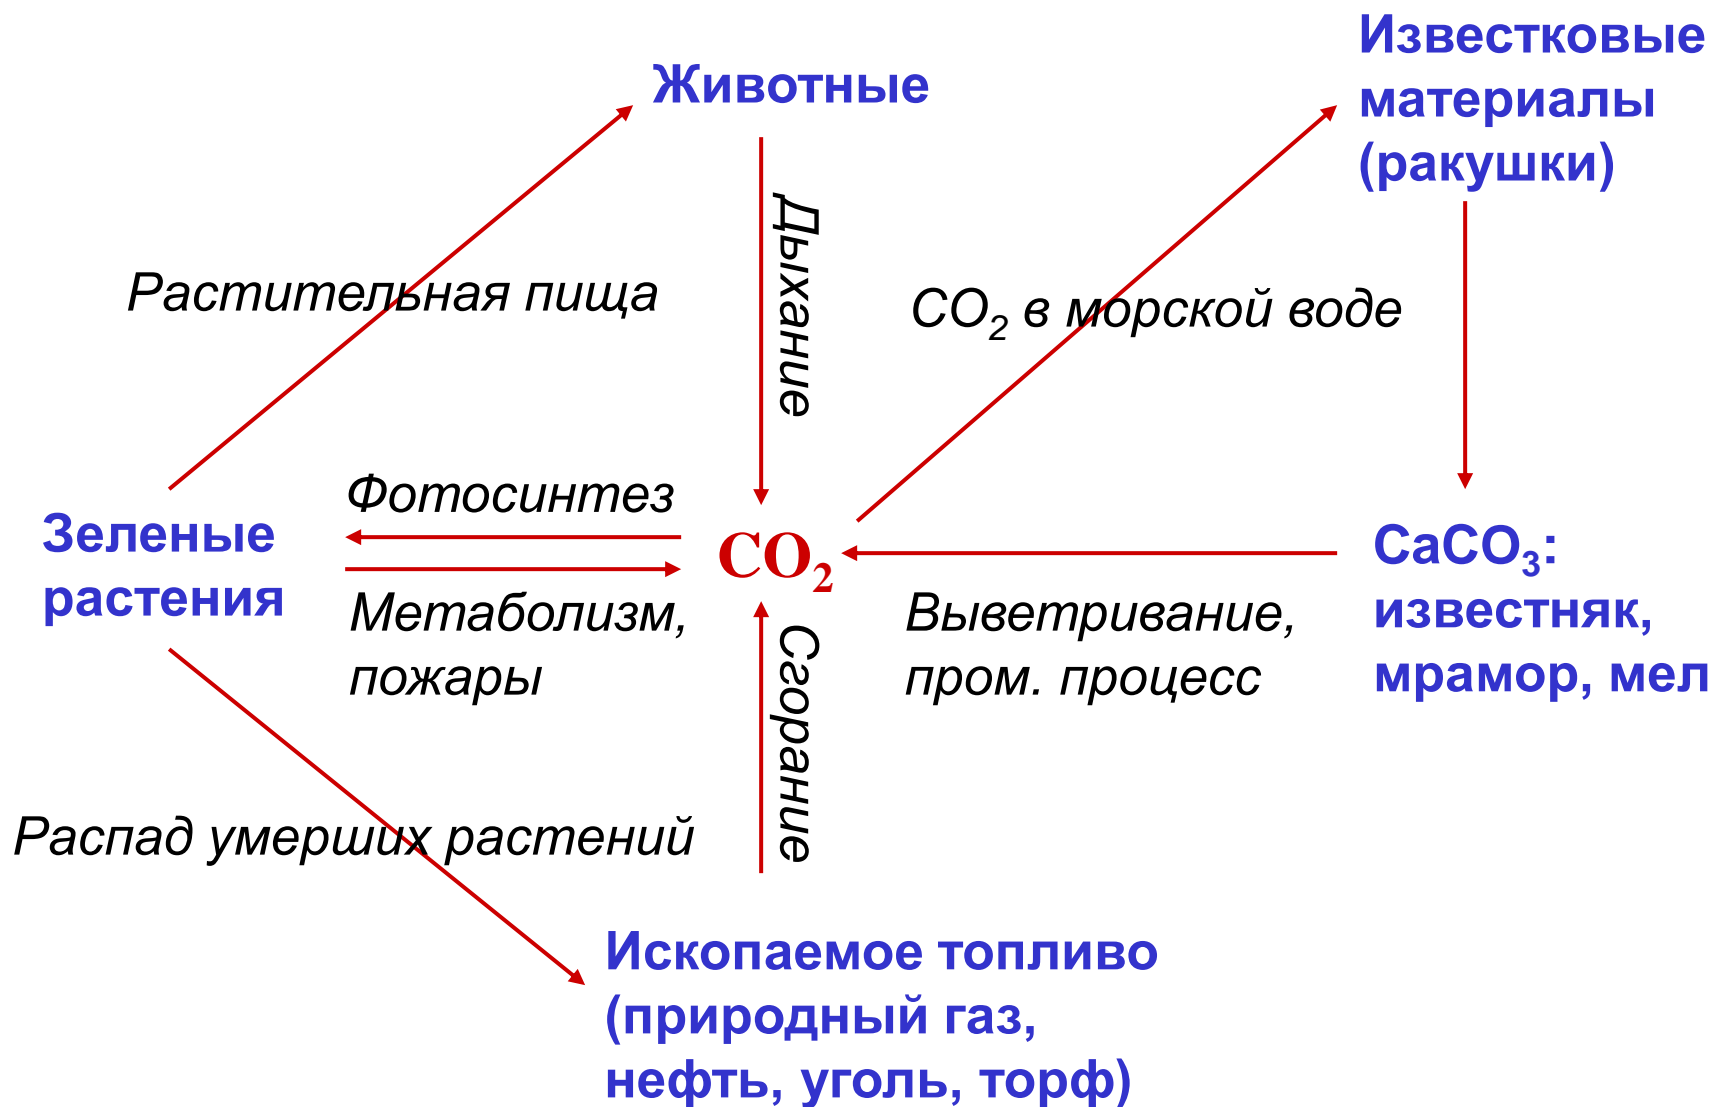 Известковые
материалы
(ракушки)
Животные
Дыхание
Растительная пища
CO₂ в морской воде
Фотосинтез
Зеленые
растения
CO₂
CaCO₃:
известняк,
мрамор, мел
Метаболизм,
пожары
Выветривание,
пром. процесс
Сгорание
Распад умерших растений
Ископаемое топливо
(природный газ,
нефть, уголь, торф)